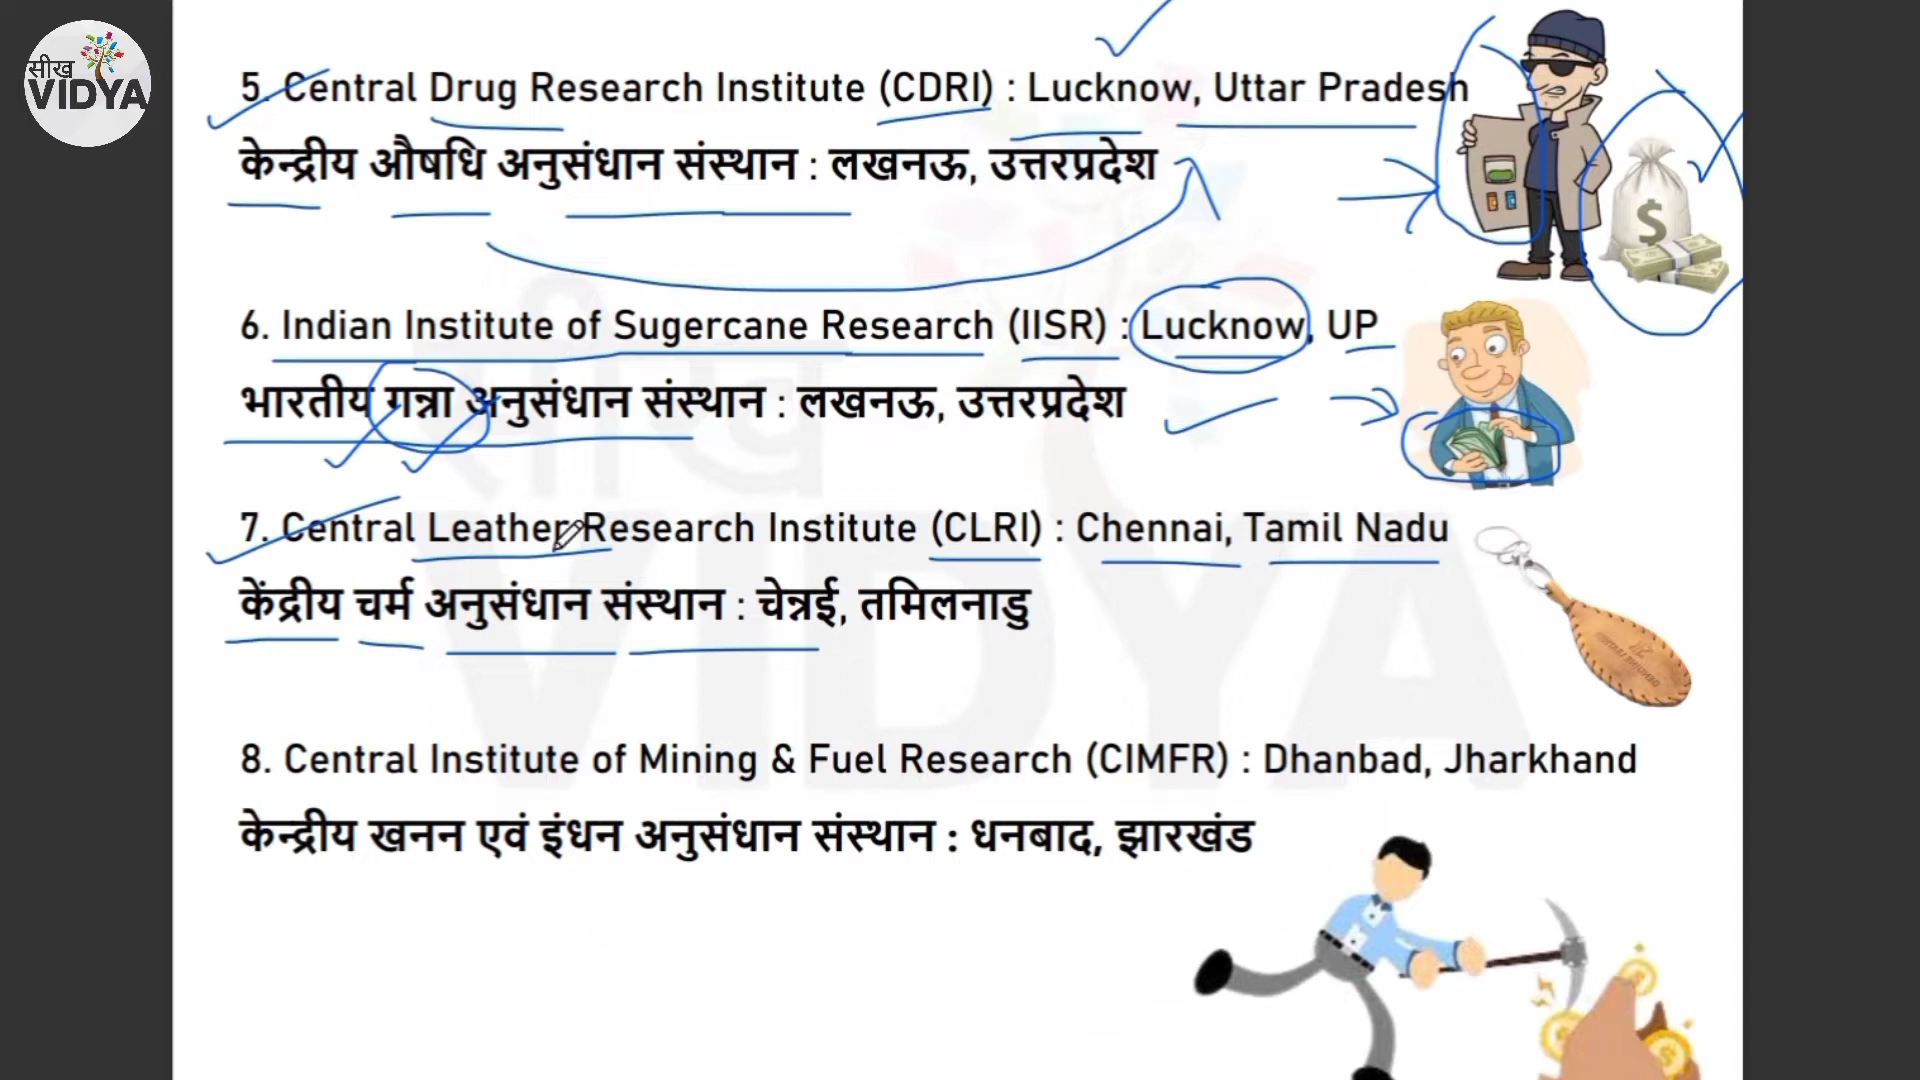 सीख
VIDYA
5. Central Drug Research Institute (CDRI) : Lucknow, Uttar Pradesh
केन्द्रीय औषधि अनुसंधान संस्थान : लखनऊ, उत्तरप्रदेश
6. Indian Institute of Sugercane Research (IISR) : Lucknow, UP
भारतीय गन्ना अनुसंधान संस्थान : लखनऊ, उत्तरप्रदेश
7. Central Leather Research Institute (CLRI) : Chennai, Tamil Nadu
केंद्रीय चर्म अनुसंधान संस्थान : चेन्नई, तमिलनाडु
8. Central Institute of Mining & Fuel Research (CIMFR) : Dhanbad, Jharkhand
केन्द्रीय खनन एवं इंधन अनुसंधान संस्थान : धनबाद, झारखंड
सीख
VIDYA
$